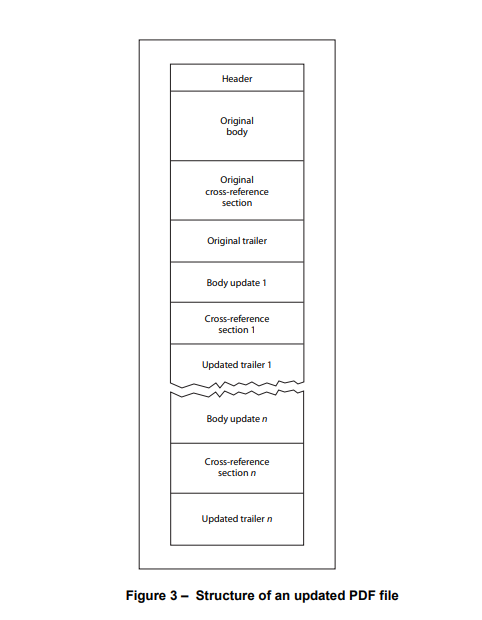 Header
Original
body
Original
cross-reference
section
Original trailer
Body update 1
Cross-reference
section 1
Updated trailer 1
Body update n
Cross-reference
section n
Updated trailer n
Figure 3 – Structure of an updated PDF file